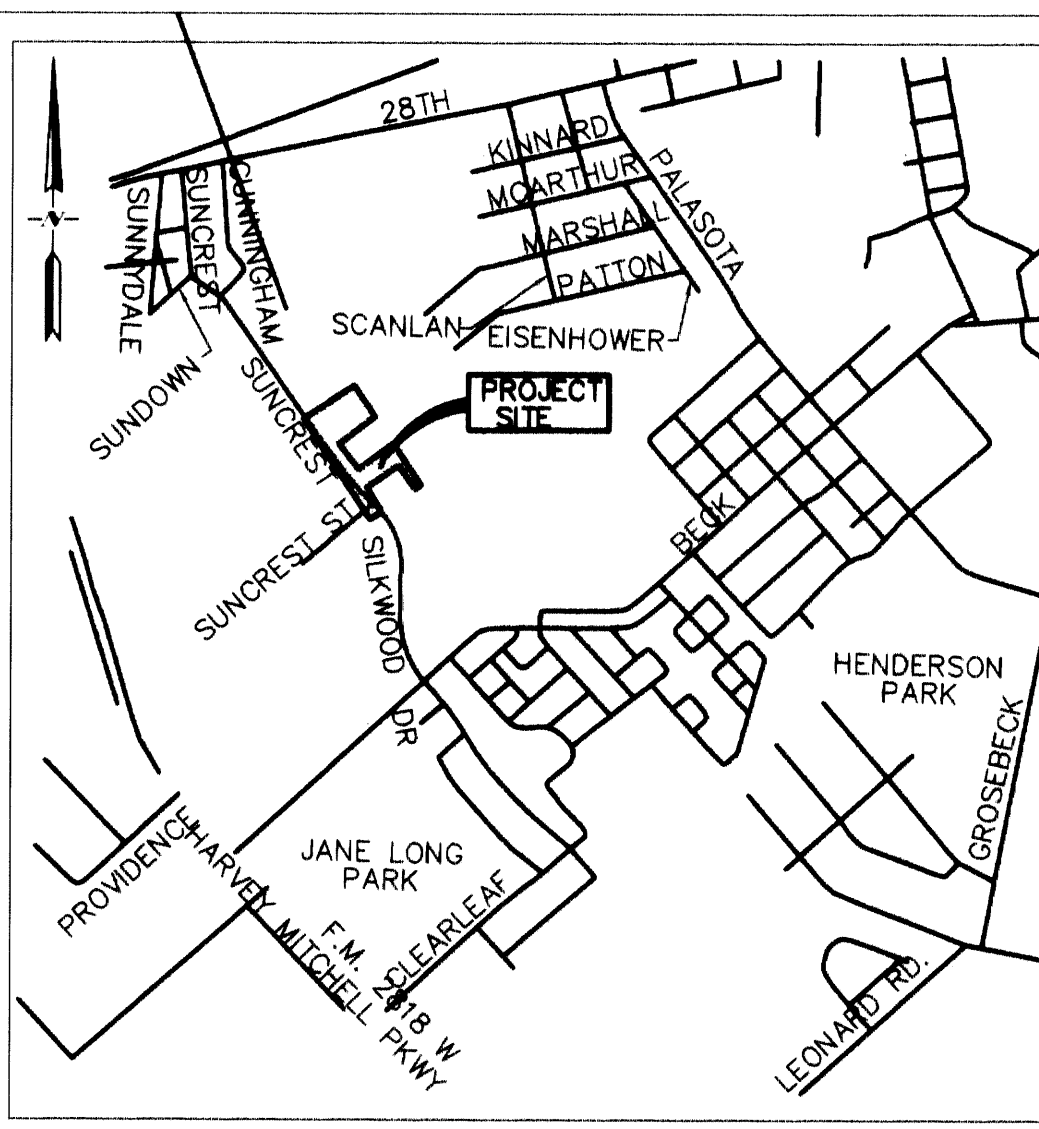 28TH
KINNARD
MCARTHUR
MARSHALL
PATTON
PALASOTA
SCANLAN
EISENHOWER
N
SUNNYDALE
SUNCREST
CUNNINGHAM
SUNDOWN
SUNCREST
PROJECT
SITE
SUNCREST ST
SILKWOOD
DR
BECK
HENDERSON
PARK
GROSEBECK
PROVIDENCE
HARVEY MITCHELL PKWY
F.M. 2818 W
JANE LONG
PARK
CLEARLEAF
LEONARD RD.